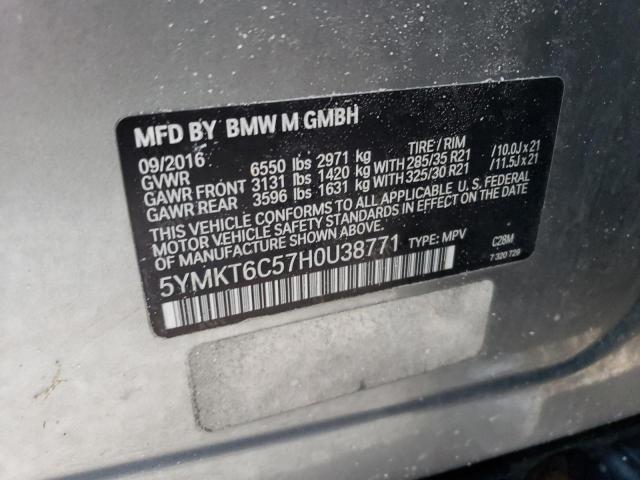 MFD BY BMW M GMBH
09/2016 TIRE / RIM
GVWR 6550 lbs 2971 kg
GAWR FRONT 3131 lbs 1420 kg WITH 285/35 R21 /10.0J x 21
GAWR REAR 3596 lbs 1631 kg WITH 325/30 R21 /11.5J x 21
THIS VEHICLE CONFORMS TO ALL APPLICABLE U.S. FEDERAL
MOTOR VEHICLE SAFETY STANDARDS IN EFFECT ON THE
DATE OF MANUFACTURE SHOWN ABOVE.
5YMKT6C57H0U38771 TYPE: MPV C28M
7 320 729